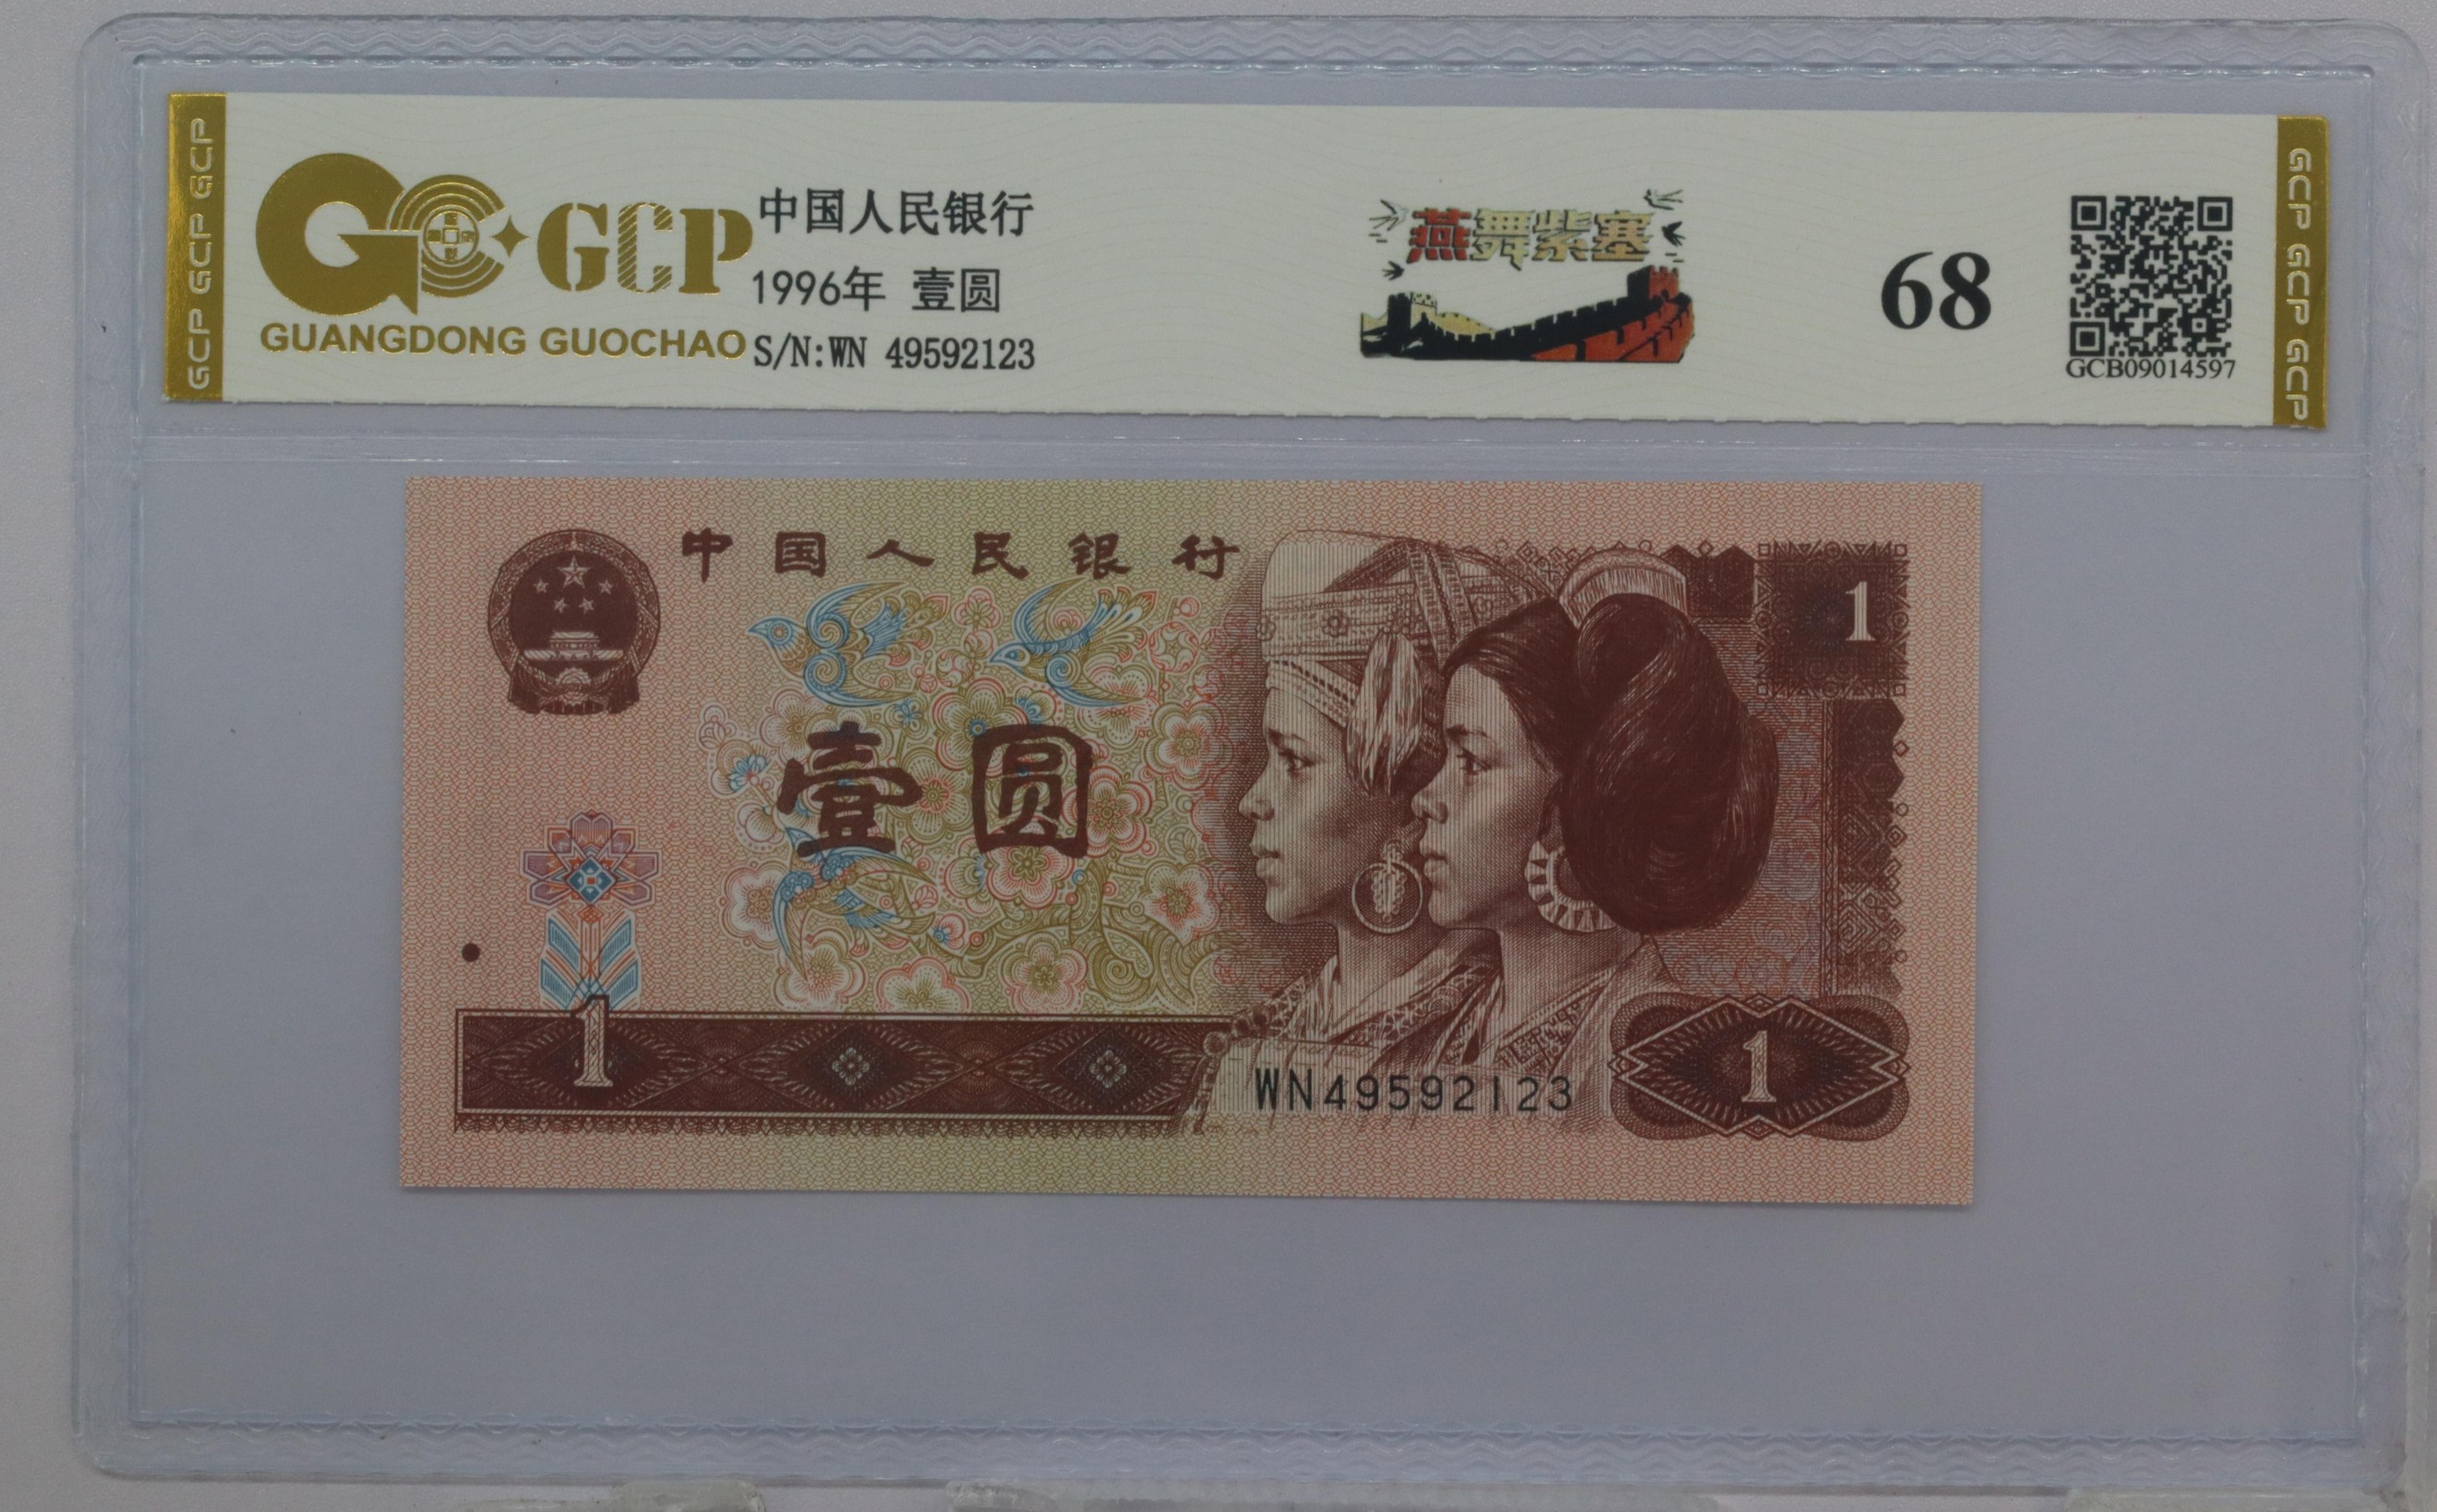 GCP GCP GCP
GCP
GUANGDONG GUOCHAO
中国人民银行
1996年 壹圆
S/N:WN 49592123
燕舞紫塞
68
GCB09014597
GCP GCP GCP
中国人民银行
1
壹圆
1
WN49592123
1